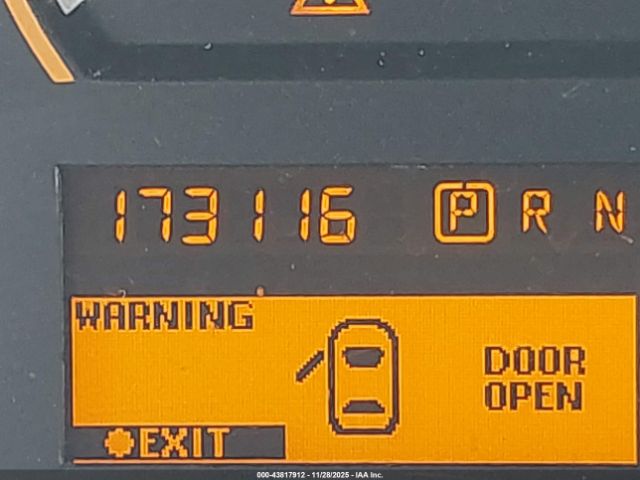 173116 P R N
WARNING
DOOR
OPEN
EXIT
000-43817912 - 11/28/2025 - IAA Inc.